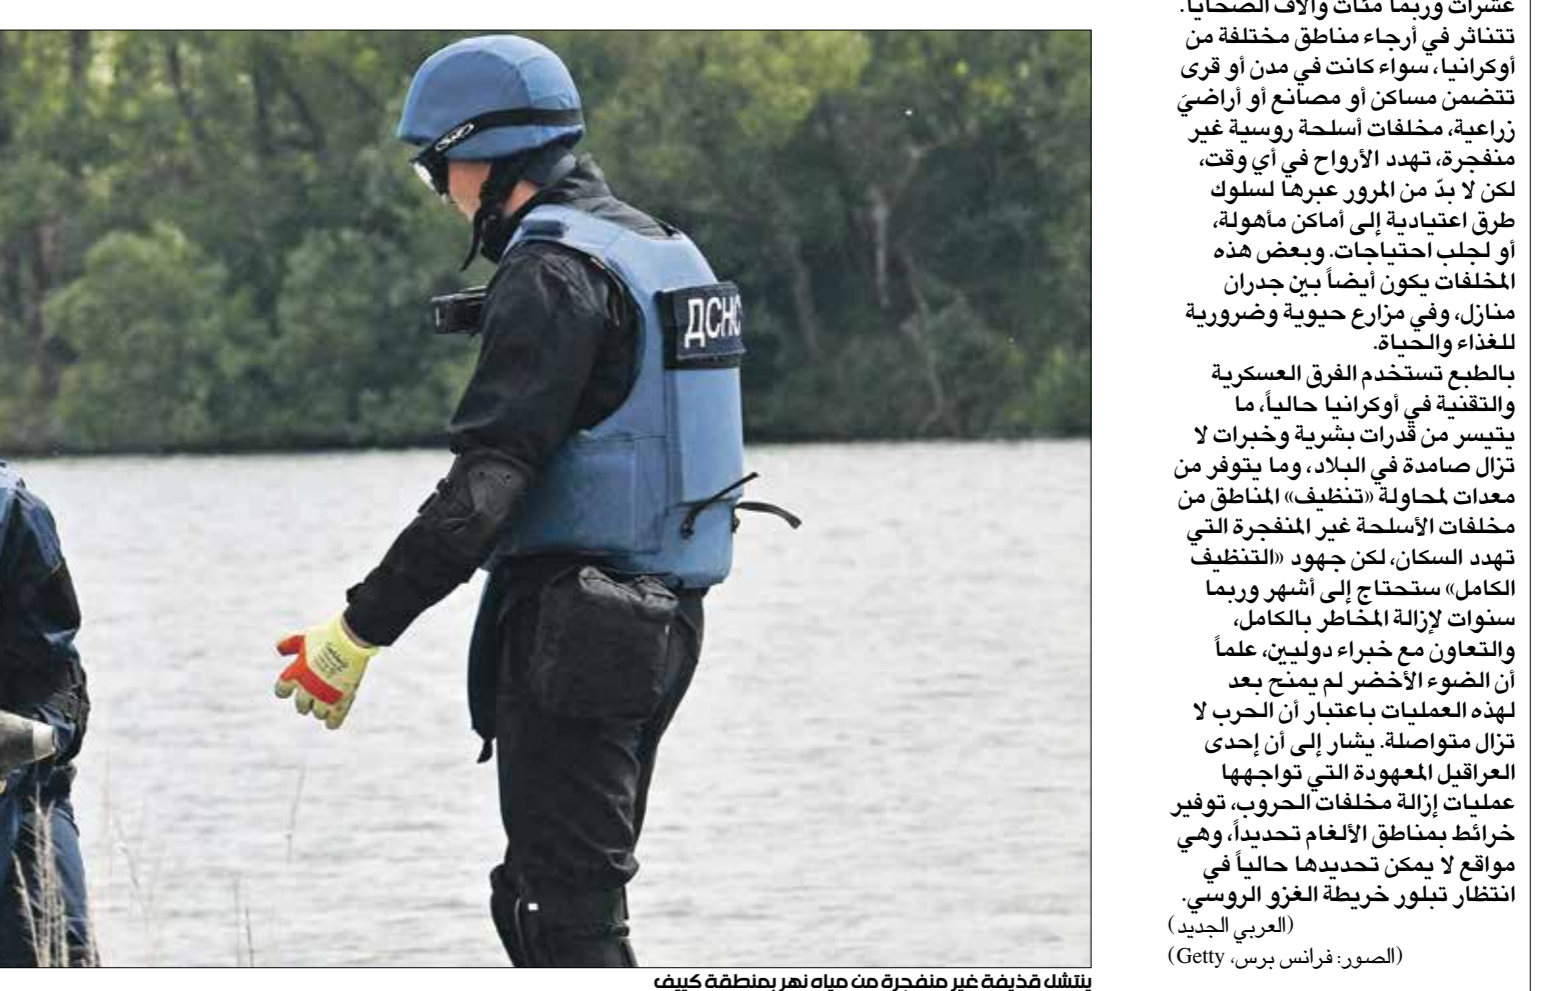 عشرات وربما مئات وآلاف الضحايا.
تتناثر في أرجاء مناطق مختلفة من
أوكرانيا، سواء كانت في مدن أو قرى
تتضمن مساكن أو مصانع أو أراضيَ
زراعية، مخلفات أسلحة روسية غير
منفجرة، تهدد الأرواح في أي وقت،
لكن لا بدّ من المرور عبرها لسلوك
طرق اعتيادية إلى أماكن مأهولة،
أو لجلب احتياجات. وبعض هذه
المخلفات يكون أيضاً بين جدران
منازل، وفي مزارع حيوية وضرورية
للغذاء والحياة.
بالطبع تستخدم الفرق العسكرية
والتقنية في أوكرانيا حالياً، ما
يتيسر من قدرات بشرية وخبرات لا
تزال صامدة في البلاد، وما يتوفر من
معدات لمحاولة «تنظيف» المناطق من
مخلفات الأسلحة غير المنفجرة التي
تهدد السكان، لكن جهود «التنظيف
الكامل» ستحتاج إلى أشهر وربما
سنوات لإزالة المخاطر بالكامل،
والتعاون مع خبراء دوليين، علماً
أن الضوء الأخضر لم يمنح بعد
لهذه العمليات باعتبار أن الحرب لا
تزال متواصلة. يشار إلى أن إحدى
العراقيل المعهودة التي تواجهها
عمليات إزالة مخلفات الحروب، توفير
خرائط بمناطق الألغام تحديداً، وهي
مواقع لا يمكن تحديدها حالياً في
انتظار تبلور خريطة الغزو الروسي.
(العربي الجديد)
(الصور: فرانس برس، Getty)
ДСНС
ينتشل قذيفة غير منفجرة من مياه نهر بمنطقة كييف